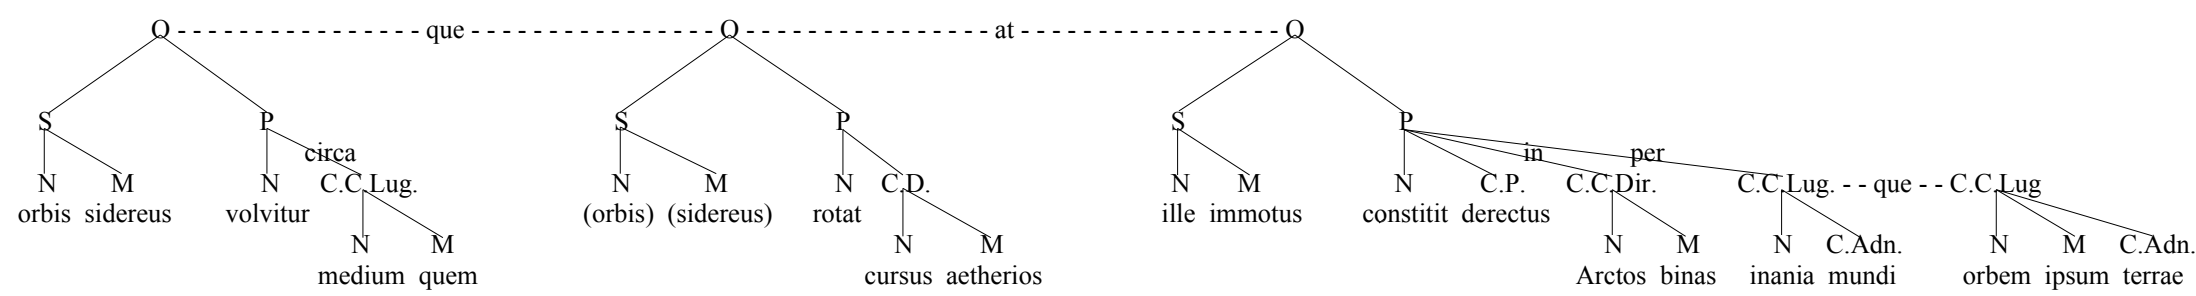 O - - - - - - - - - - - - - - - - que - - - - - - - - - - - - - - - - O - - - - - - - - - - - - - - - - at - - - - - - - - - - - - - - - - - O
S P S P S P
circa in per
N M N C.C.Lug. N M N C.D. N M N C.P. C.C.Dir. C.C.Lug. - - que - - C.C.Lug
orbis sidereus volvitur (orbis) (sidereus) rotat ille immotus constitit derectus
N M N M N M N C.Adn. N M C.Adn.
medium quem cursus aetherios Arctos binas inania mundi orbem ipsum terrae